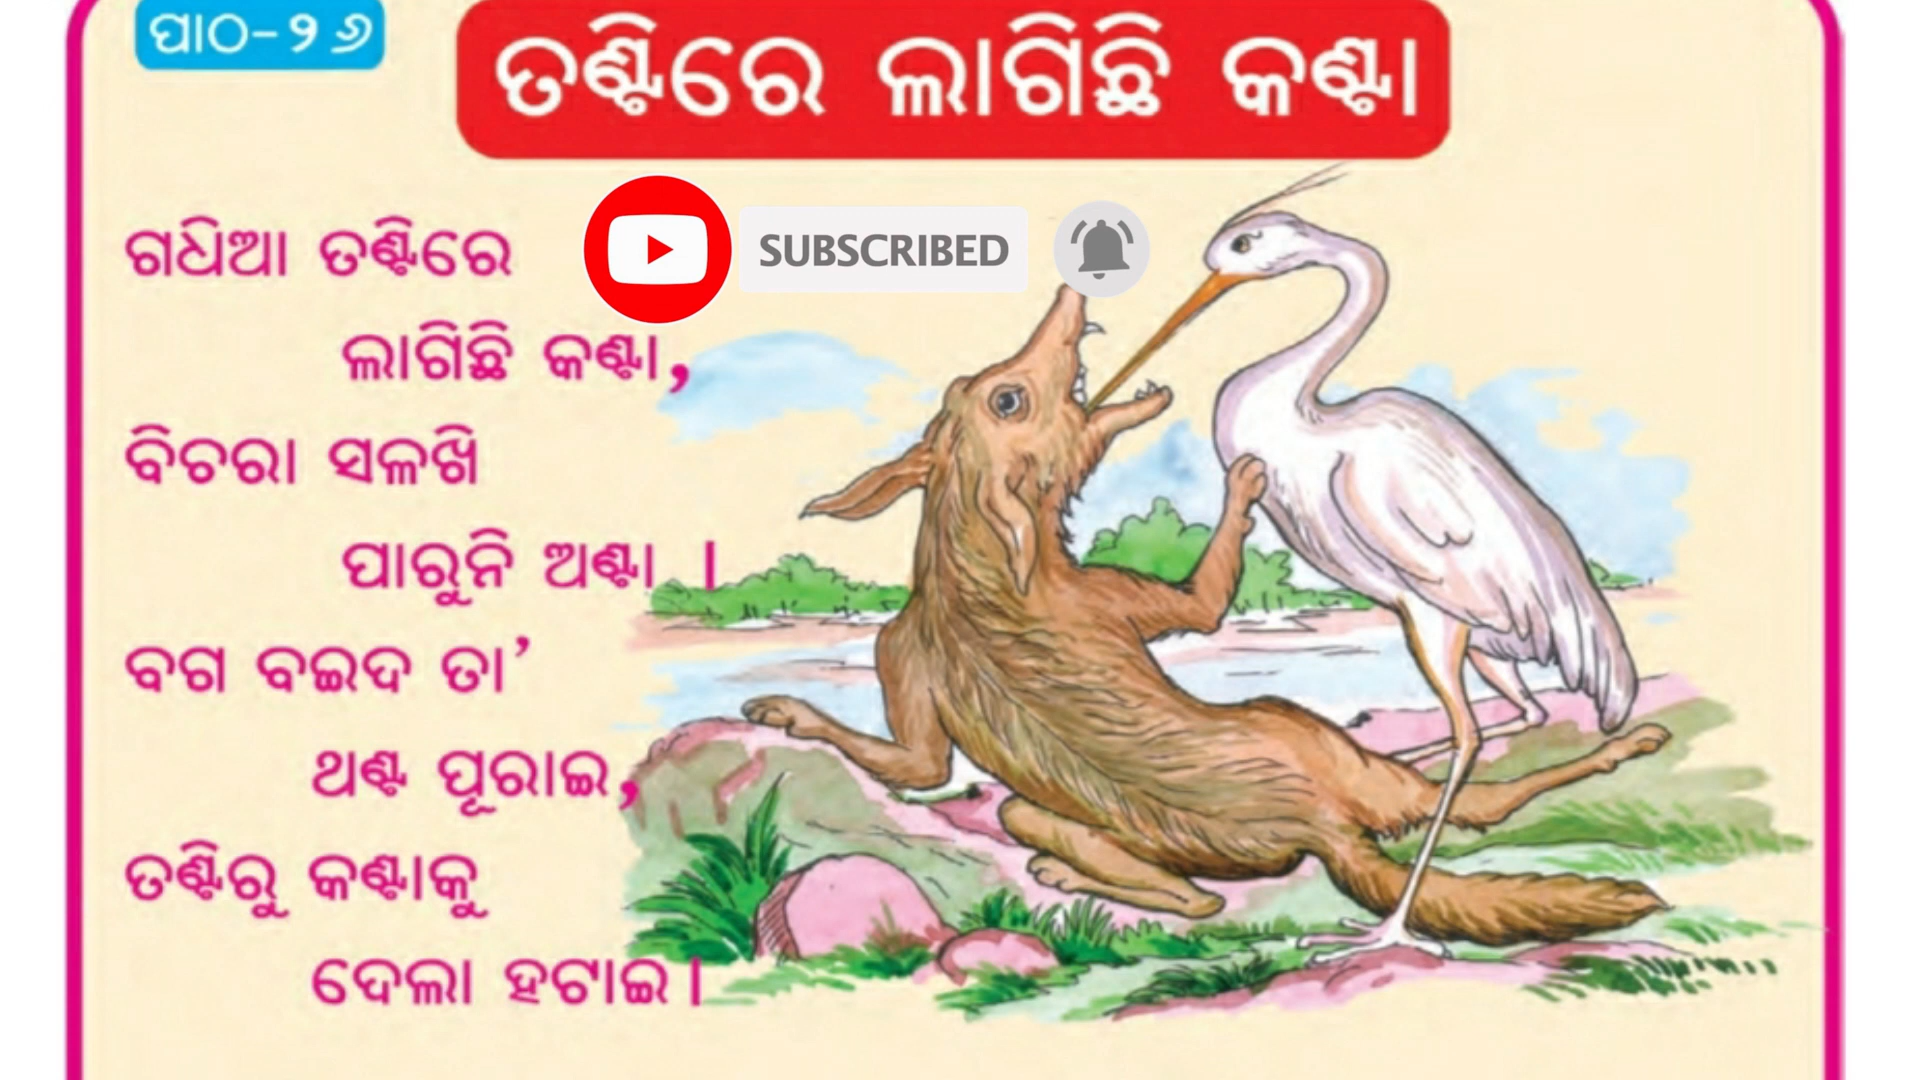 ପାଠ-୨୬
ତଣ୍ଟିରେ ଲାଗିଛି କଣ୍ଟା
SUBSCRIBED
ଗଧିଆ ତଣ୍ଟିରେ
ଲାଗିଛି କଣ୍ଟା,
ବିଚରା ସଳଖି
ପାରୁନି ଅଣ୍ଟା ।
ବଗ ବଇଦ ତା’
ଥଣ୍ଟ ପୂରାଇ,
ତଣ୍ଟିରୁ କଣ୍ଟାକୁ
ଦେଲା ହଟାଇ।